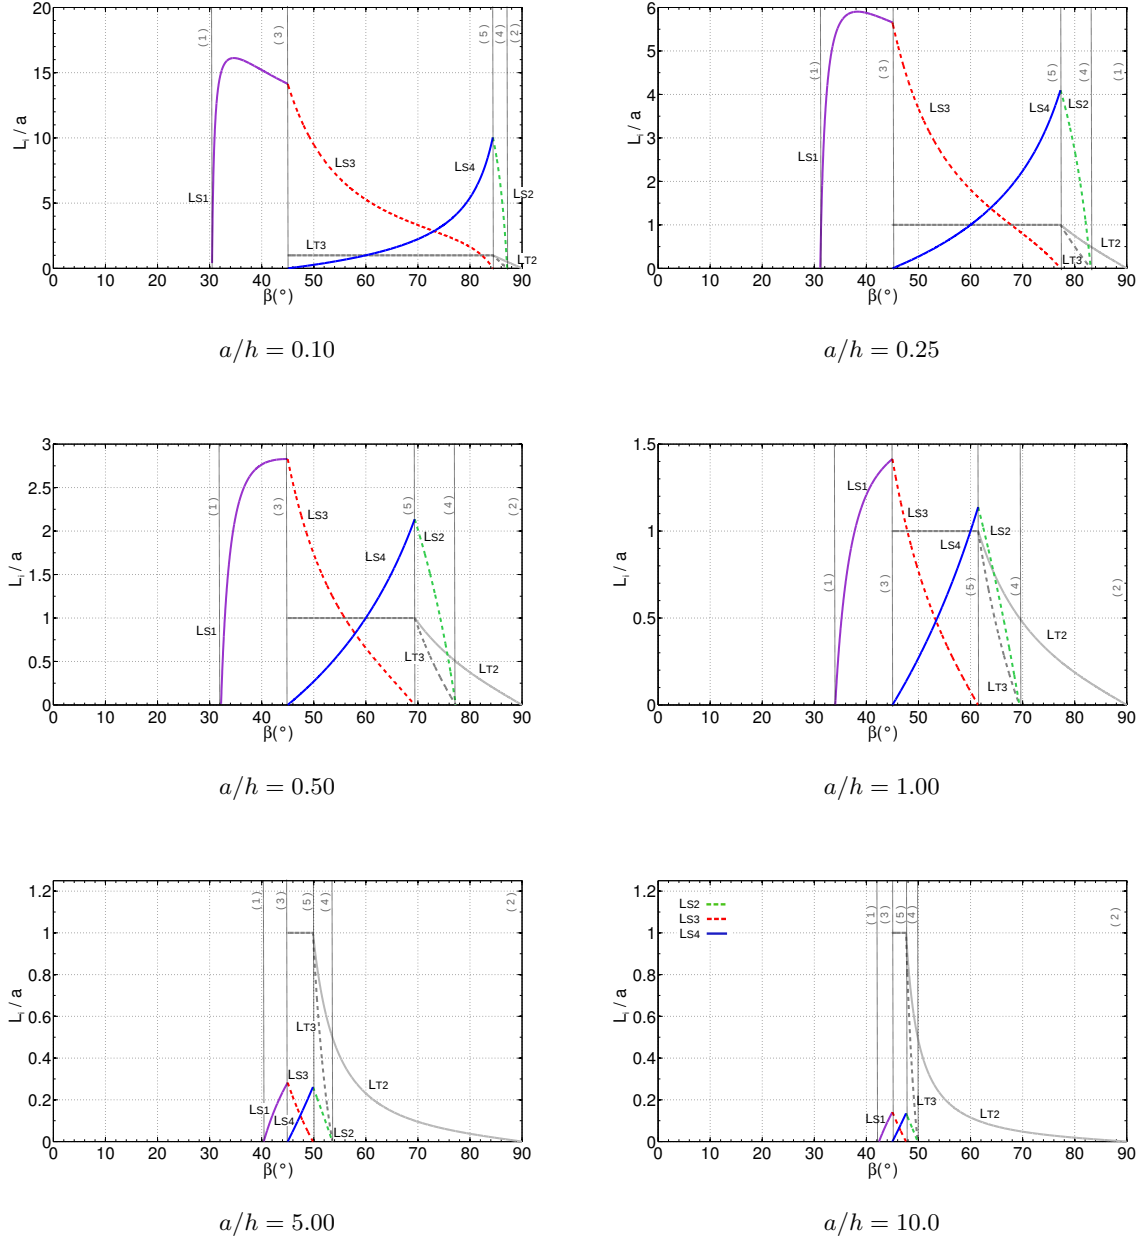 20
15
10
5
0
L_i / a
(1)
(3)
(5)
(4)
(2)
LS1
LS3
LS4
LS2
LT3
LT2
0 10 20 30 40 50 60 70 80 90
β(°)
a/h = 0.10
6
5
4
3
2
1
0
L_i / a
(1)
(3)
(5)
(4)
(1)
LS1
LS3
LS4
LS2
LT2
LT3
0 10 20 30 40 50 60 70 80 90
β(°)
a/h = 0.25
3
2.5
2
1.5
1
0.5
0
L_i / a
(1)
(3)
(5)
(4)
(2)
LS3
LS2
LS4
LS1
LT3
LT2
0 10 20 30 40 50 60 70 80 90
β(°)
a/h = 0.50
1.5
1
0.5
0
L_i / a
(1)
(3)
(5)
(4)
(2)
LS1
LS3
LS4
LS2
LT2
LT3
0 10 20 30 40 50 60 70 80 90
β(°)
a/h = 1.00
1.2
1
0.8
0.6
0.4
0.2
0
L_i / a
(1)
(3)
(5)
(4)
(2)
LT3
LS3
LT2
LS1
LS4
LS2
0 10 20 30 40 50 60 70 80 90
β(°)
a/h = 5.00
1.2
1
0.8
0.6
0.4
0.2
0
L_i / a
LS2
LS3
LS4
(1)
(3)
(5)
(4)
(2)
LT3
LS1
LT2
0 10 20 30 40 50 60 70 80 90
β(°)
a/h = 10.0